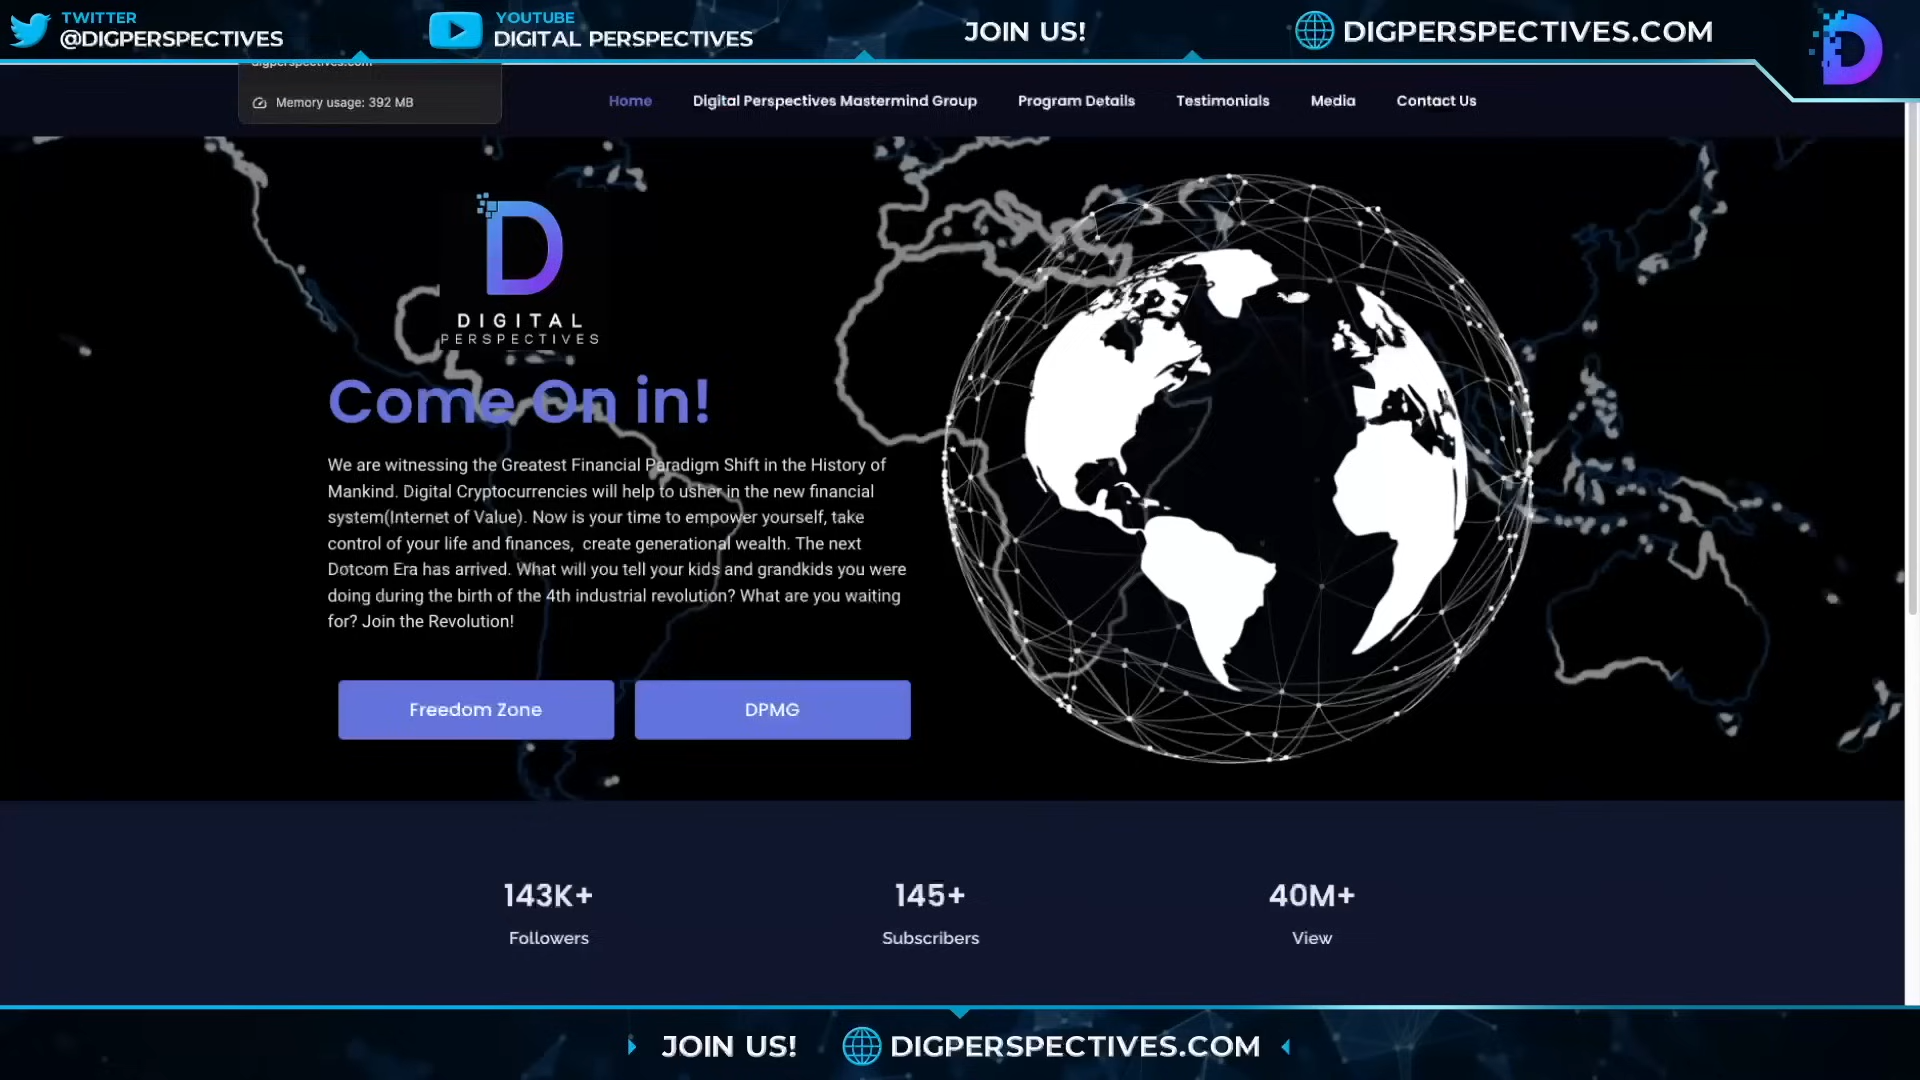 TWITTER
@DIGPERSPECTIVES
YOUTUBE
DIGITAL PERSPECTIVES
JOIN US!
DIGPERSPECTIVES.COM
digperspectives.com
Memory usage: 392 MB
Home
Digital Perspectives Mastermind Group
Program Details
Testimonials
Media
Contact Us
DIGITAL
PERSPECTIVES
Come On in!
We are witnessing the Greatest Financial Paradigm Shift in the History of
Mankind. Digital Cryptocurrencies will help to usher in the new financial
system(Internet of Value). Now is your time to empower yourself, take
control of your life and finances,  create generational wealth. The next
Dotcom Era has arrived. What will you tell your kids and grandkids you were
doing during the birth of the 4th industrial revolution? What are you waiting
for? Join the Revolution!
Freedom Zone
DPMG
143K+
Followers
145+
Subscribers
40M+
View
JOIN US!
DIGPERSPECTIVES.COM